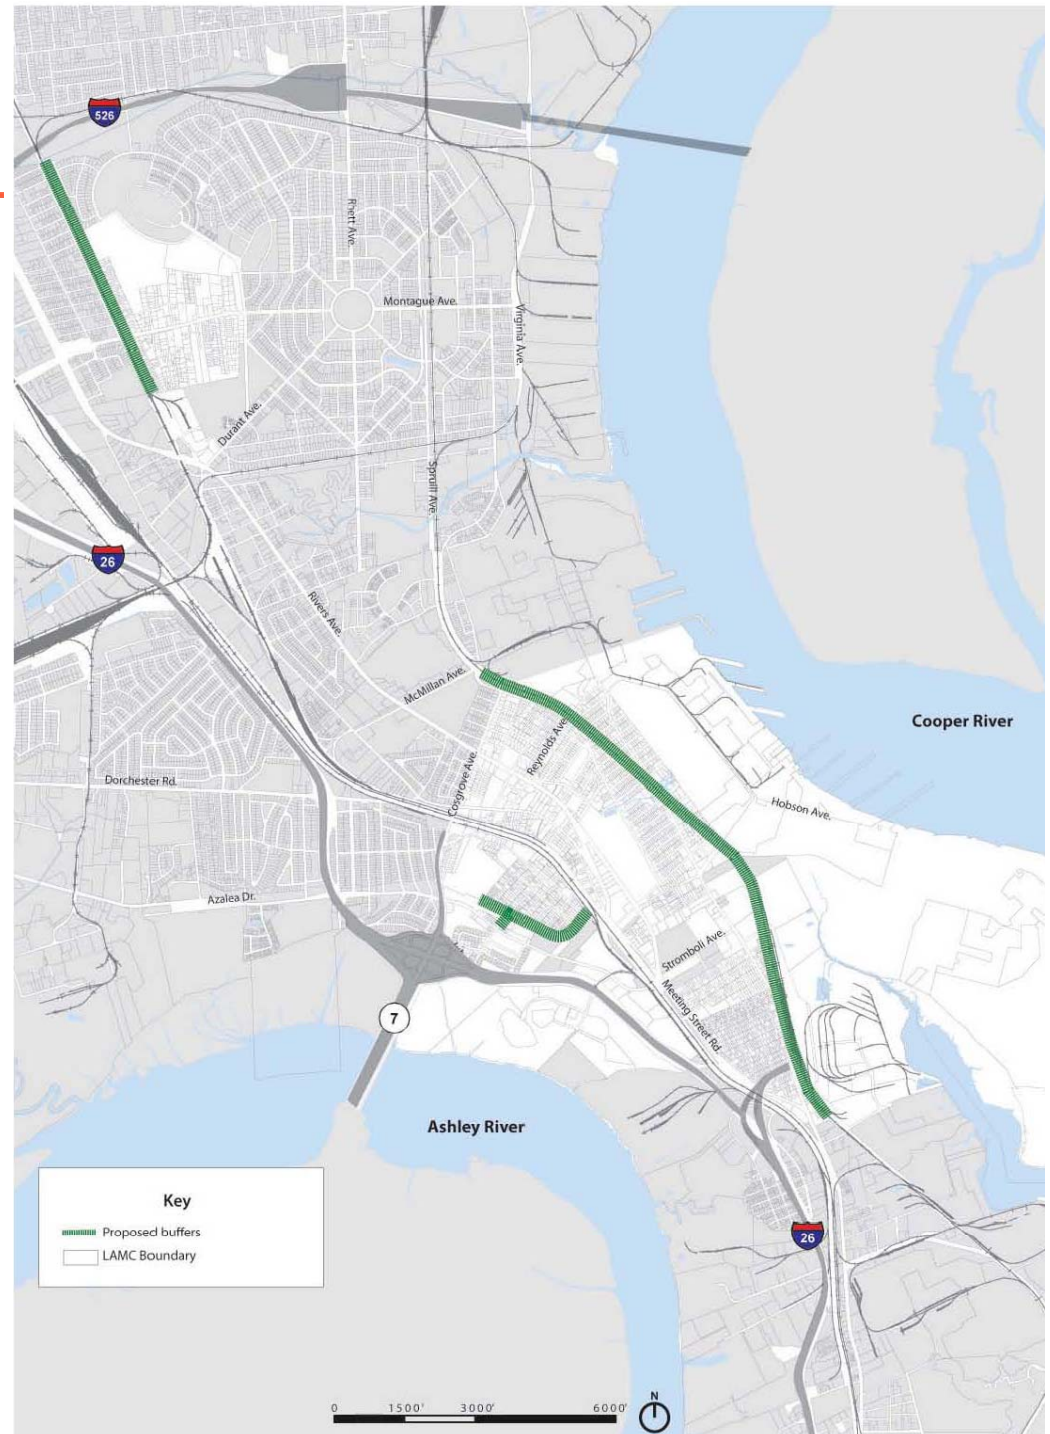 526
Rhett Ave.
Montague Ave.
Virginia Ave.
Durant Ave.
Spruill Ave.
26
Rivers Ave.
McMillan Ave.
Cooper River
Reynolds Ave.
Cosgrove Ave.
Dorchester Rd.
Hobson Ave.
Azalea Dr.
Stromboli Ave.
Meeting Street Rd.
7
Ashley River
Key
Proposed buffers
LAMC Boundary
26
0 1500' 3000' 6000'
N